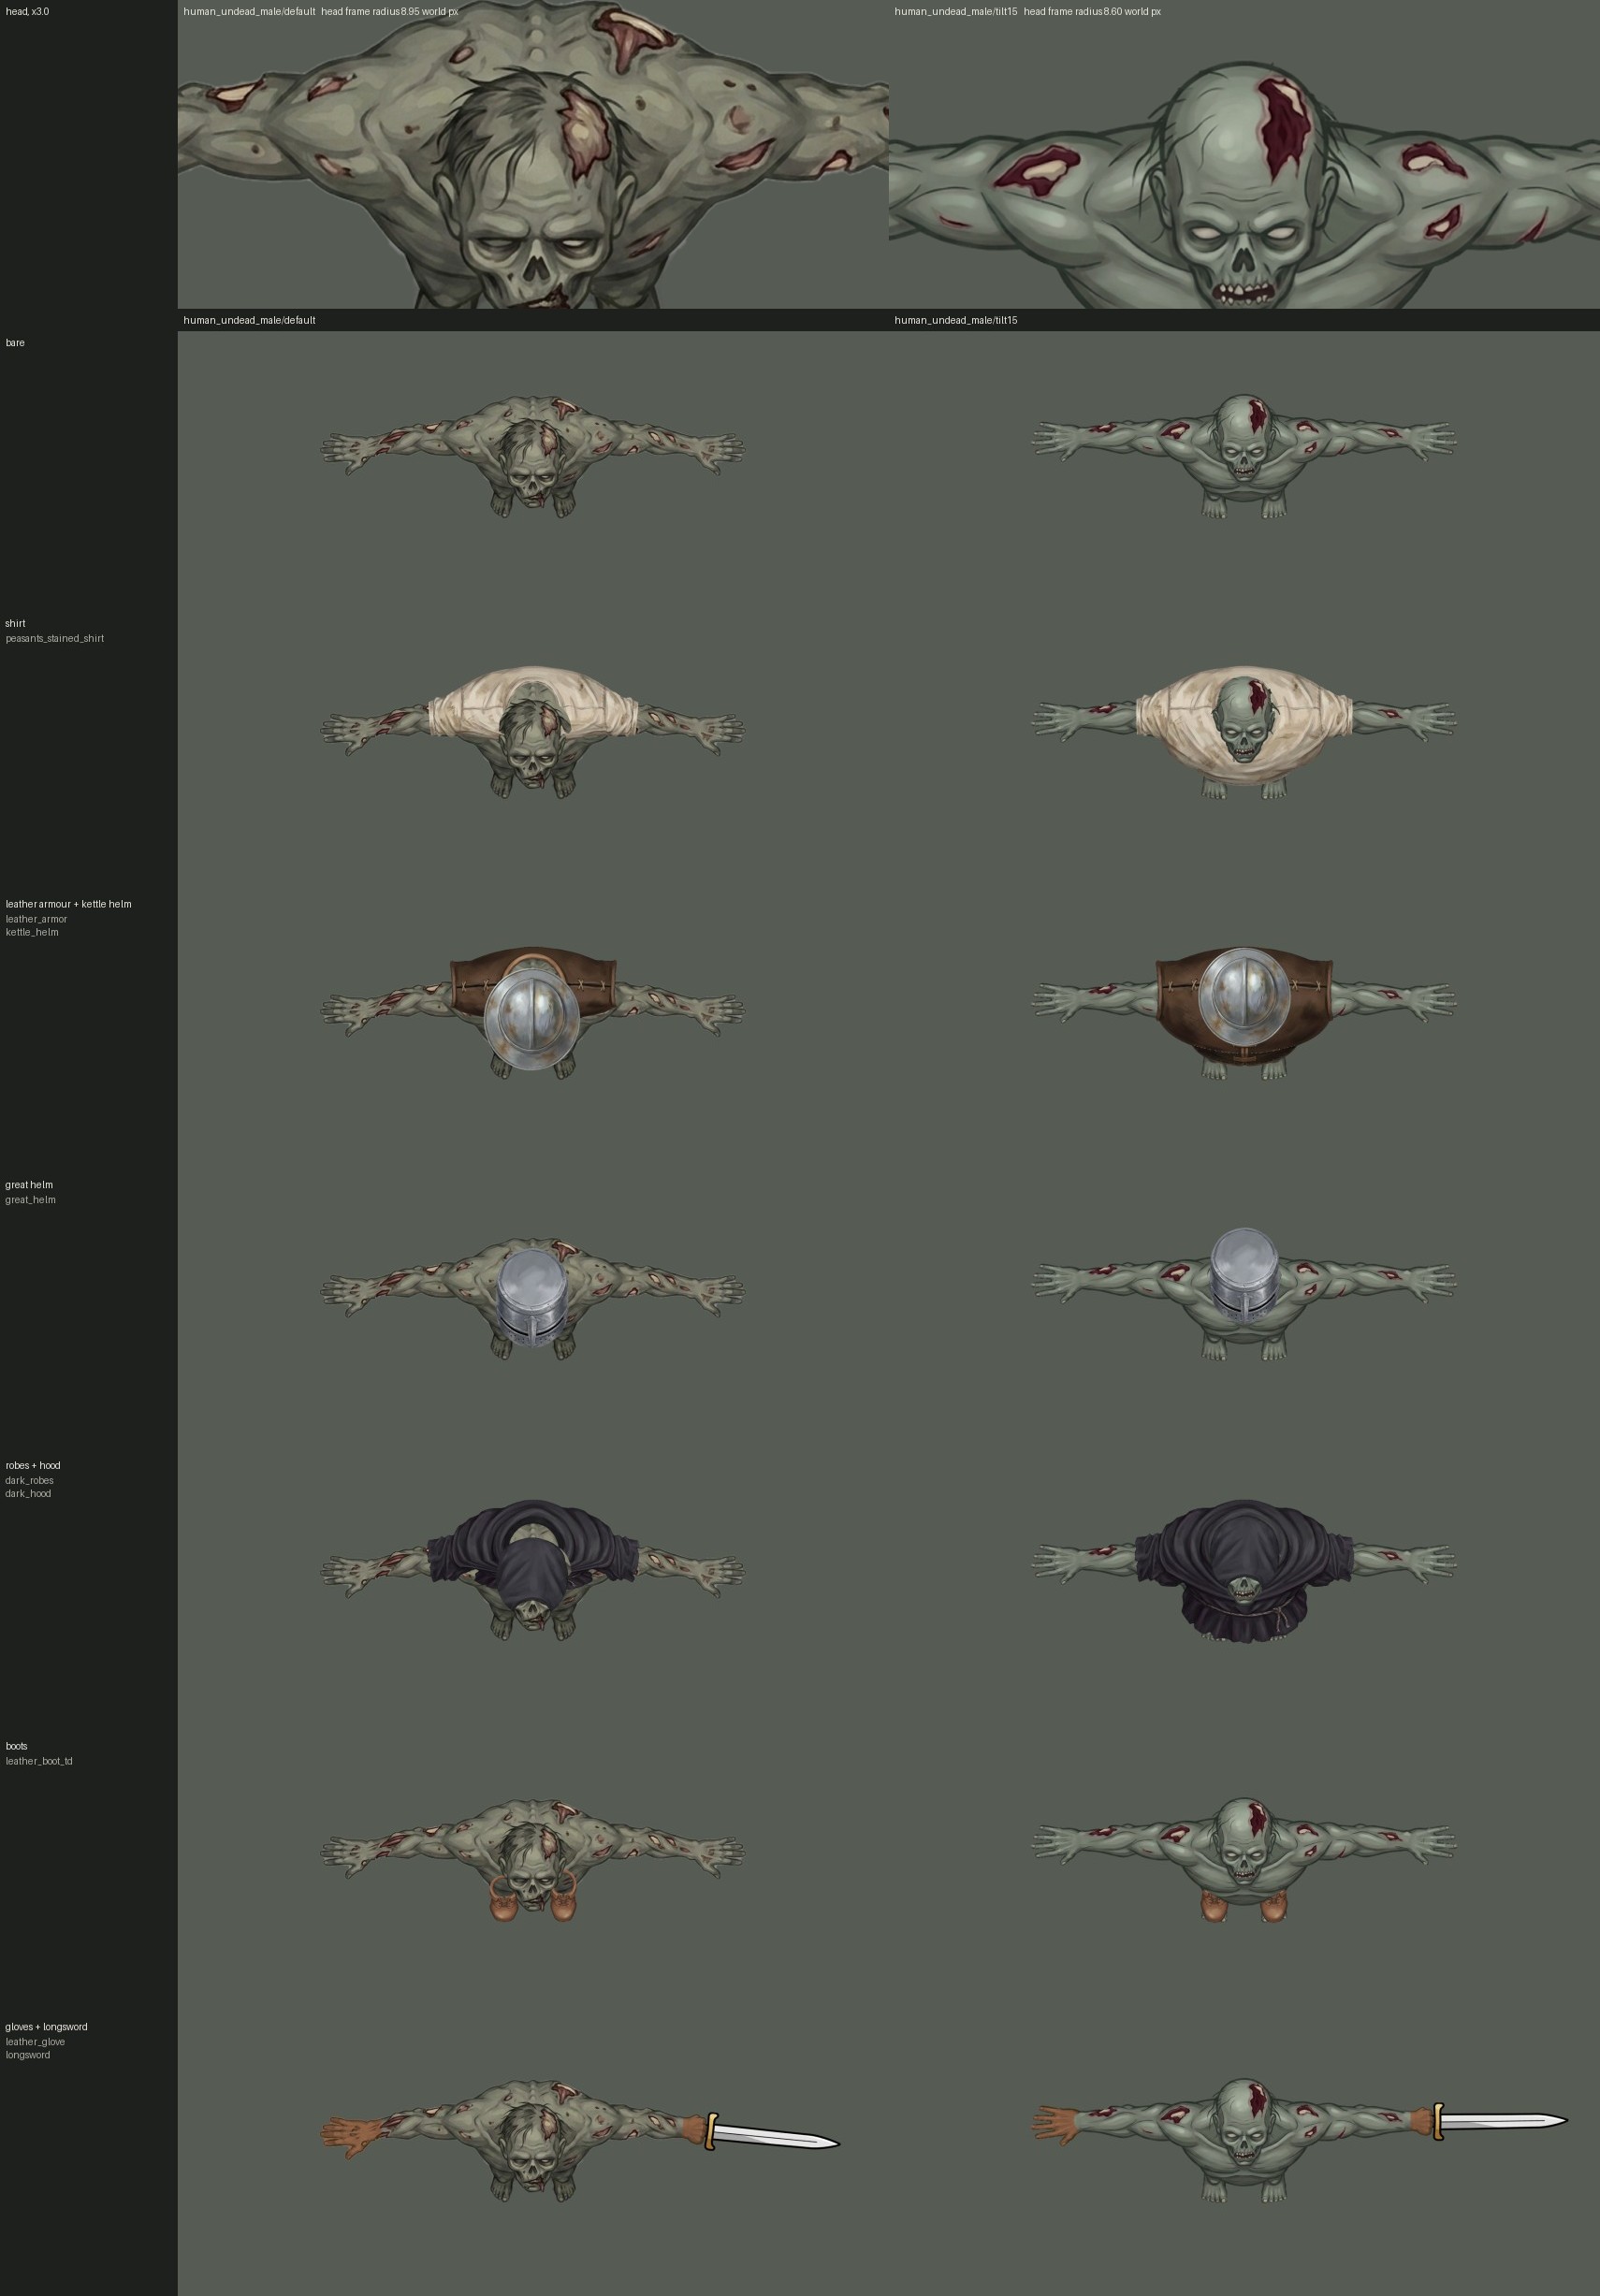 head, x3.0
human_undead_male/default head frame radius 8.95 world px
human_undead_male/tilt15 head frame radius 8.60 world px
human_undead_male/default
human_undead_male/tilt15
bare
shirt
peasants_stained_shirt
leather armour + kettle helm
leather_armor
kettle_helm
great helm
great_helm
robes + hood
dark_robes
dark_hood
boots
leather_boot_td
gloves + longsword
leather_glove
longsword